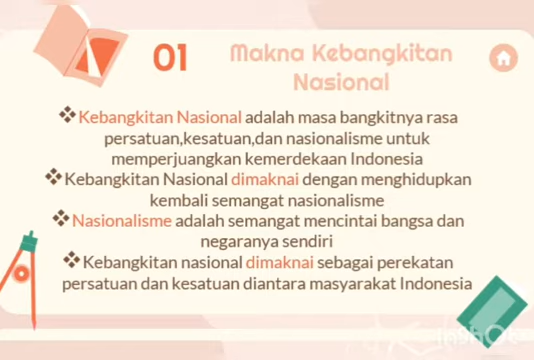 01 Makna Kebangkitan
Nasional
❖Kebangkitan Nasional adalah masa bangkitnya rasa
persatuan,kesatuan,dan nasionalisme untuk
memperjuangkan kemerdekaan Indonesia
❖Kebangkitan Nasional dimaknai dengan menghidupkan
kembali semangat nasionalisme
❖Nasionalisme adalah semangat mencintai bangsa dan
negaranya sendiri
❖Kebangkitan nasional dimaknai sebagai perekatan
persatuan dan kesatuan diantara masyarakat Indonesia
InShOt